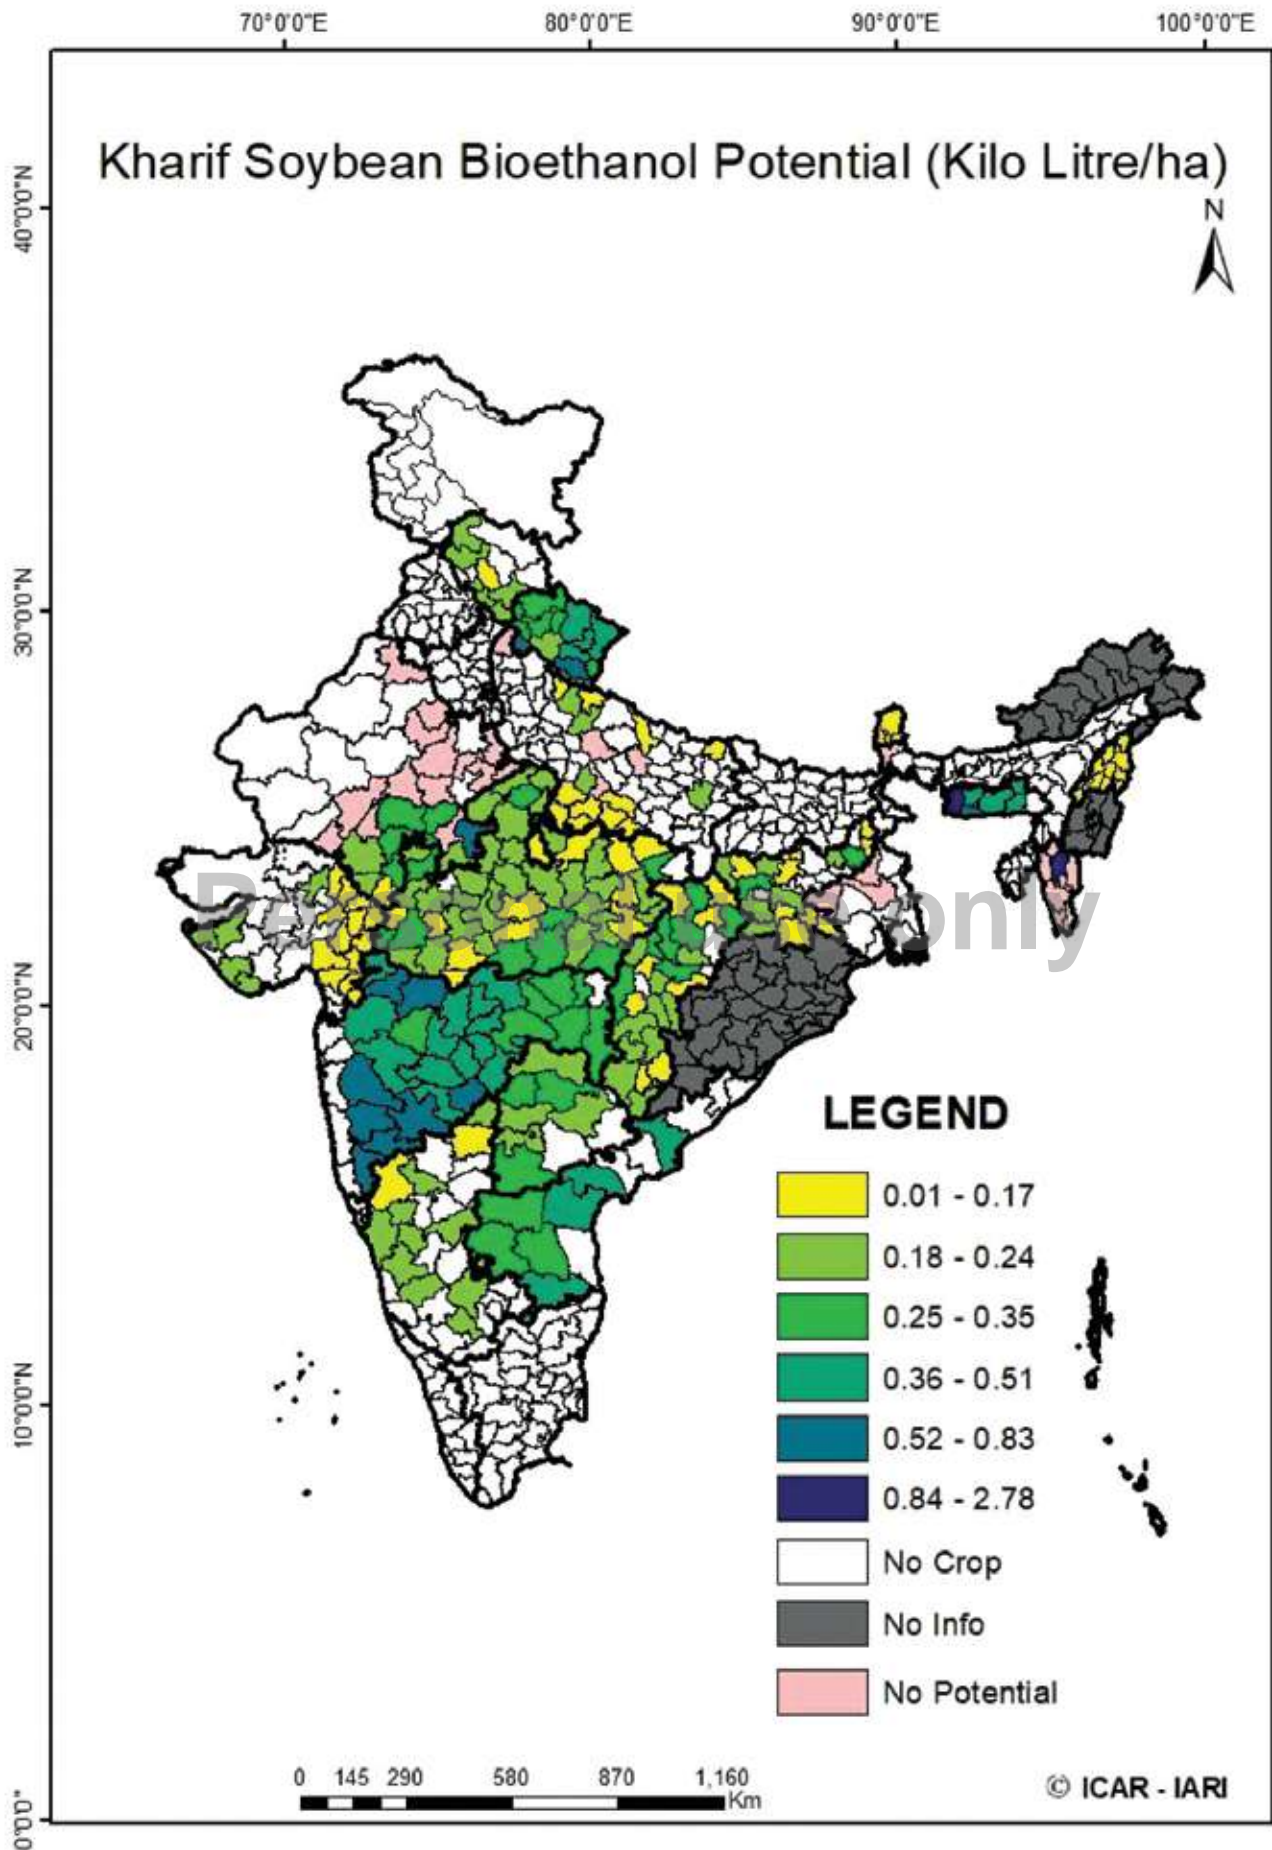 70°0'0"E 80°0'0"E 90°0'0"E 100°0'0"E
Kharif Soybean Bioethanol Potential (Kilo Litre/ha)
N
40°0'0"N
30°0'0"N
20°0'0"N
10°0'0"N
0°0'0"
Personal use only
LEGEND
0.01 - 0.17
0.18 - 0.24
0.25 - 0.35
0.36 - 0.51
0.52 - 0.83
0.84 - 2.78
No Crop
No Info
No Potential
0 145 290 580 870 1,160
Km
© ICAR - IARI